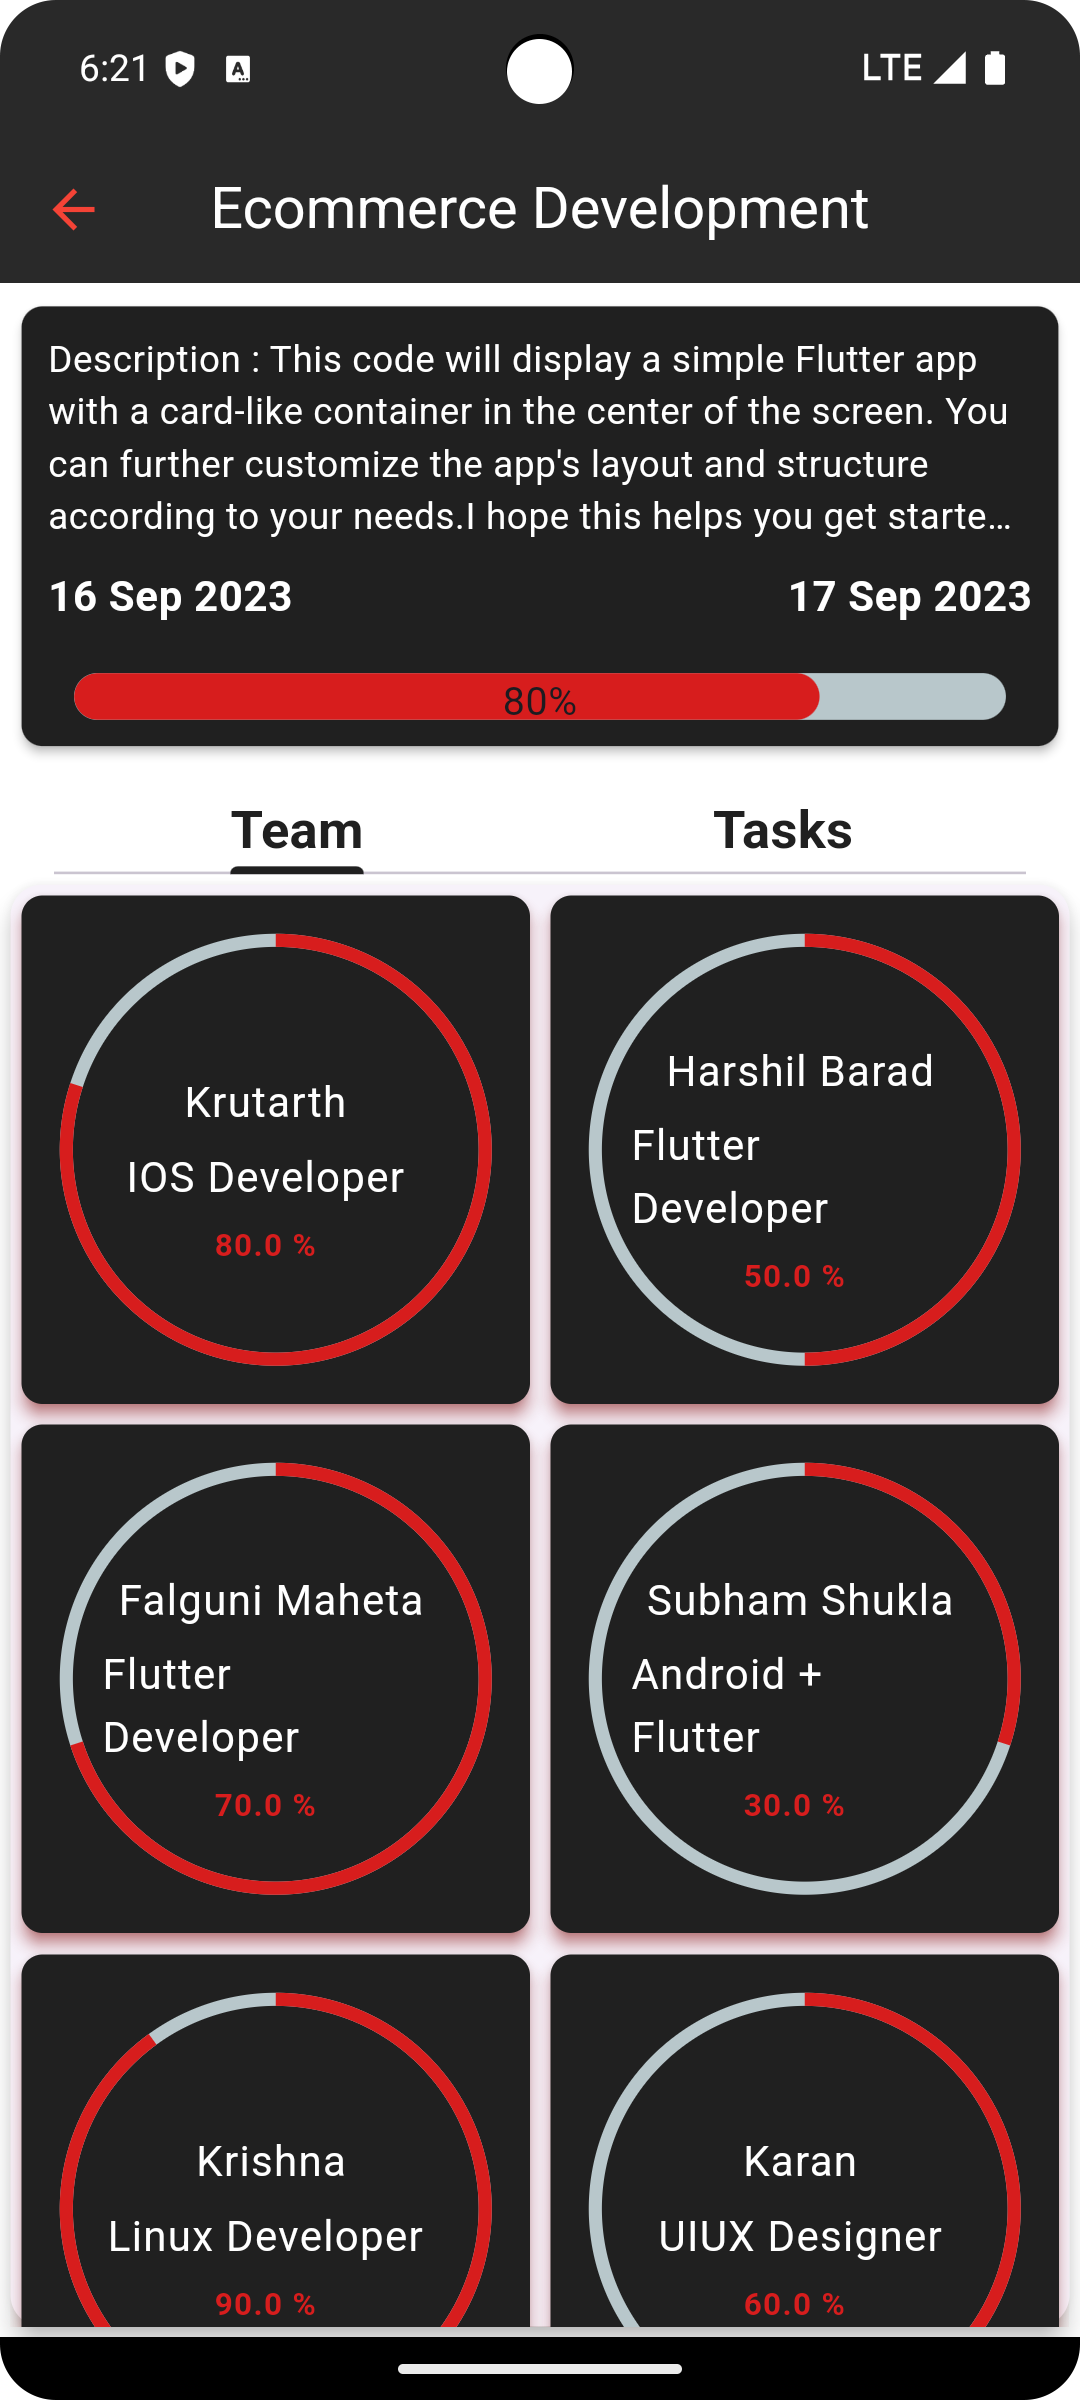 6:21
LTE
Ecommerce Development
Description : This code will display a simple Flutter app
with a card-like container in the center of the screen. You
can further customize the app's layout and structure
according to your needs.I hope this helps you get starte…
16 Sep 2023
17 Sep 2023
80%
Team
Tasks
Krutarth
IOS Developer
80.0 %
Harshil Barad
Flutter
Developer
50.0 %
Falguni Maheta
Flutter
Developer
70.0 %
Subham Shukla
Android +
Flutter
30.0 %
Krishna
Linux Developer
90.0 %
Karan
UIUX Designer
60.0 %